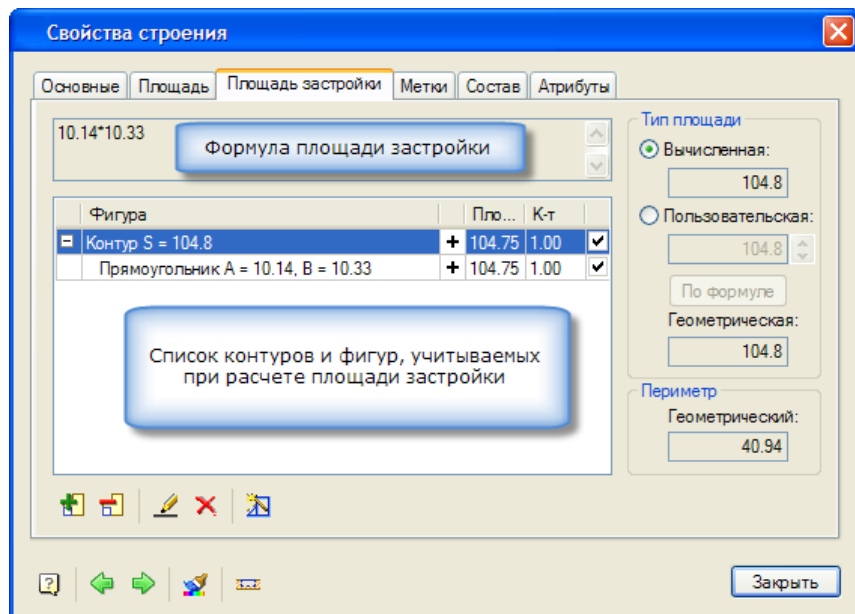 Свойства строения
Основные Площадь Площадь застройки Метки Состав Атрибуты
10.14*10.33
Формула площади застройки
Фигура Пло... К-т
Контур S = 104.8 + 104.75 1.00
Прямоугольник A = 10.14, B = 10.33 + 104.75 1.00
Список контуров и фигур, учитываемых
при расчете площади застройки
Тип площади
Вычисленная:
104.8
Пользовательская:
104.8
По формуле
Геометрическая:
104.8
Периметр
Геометрический:
40.94
Закрыть